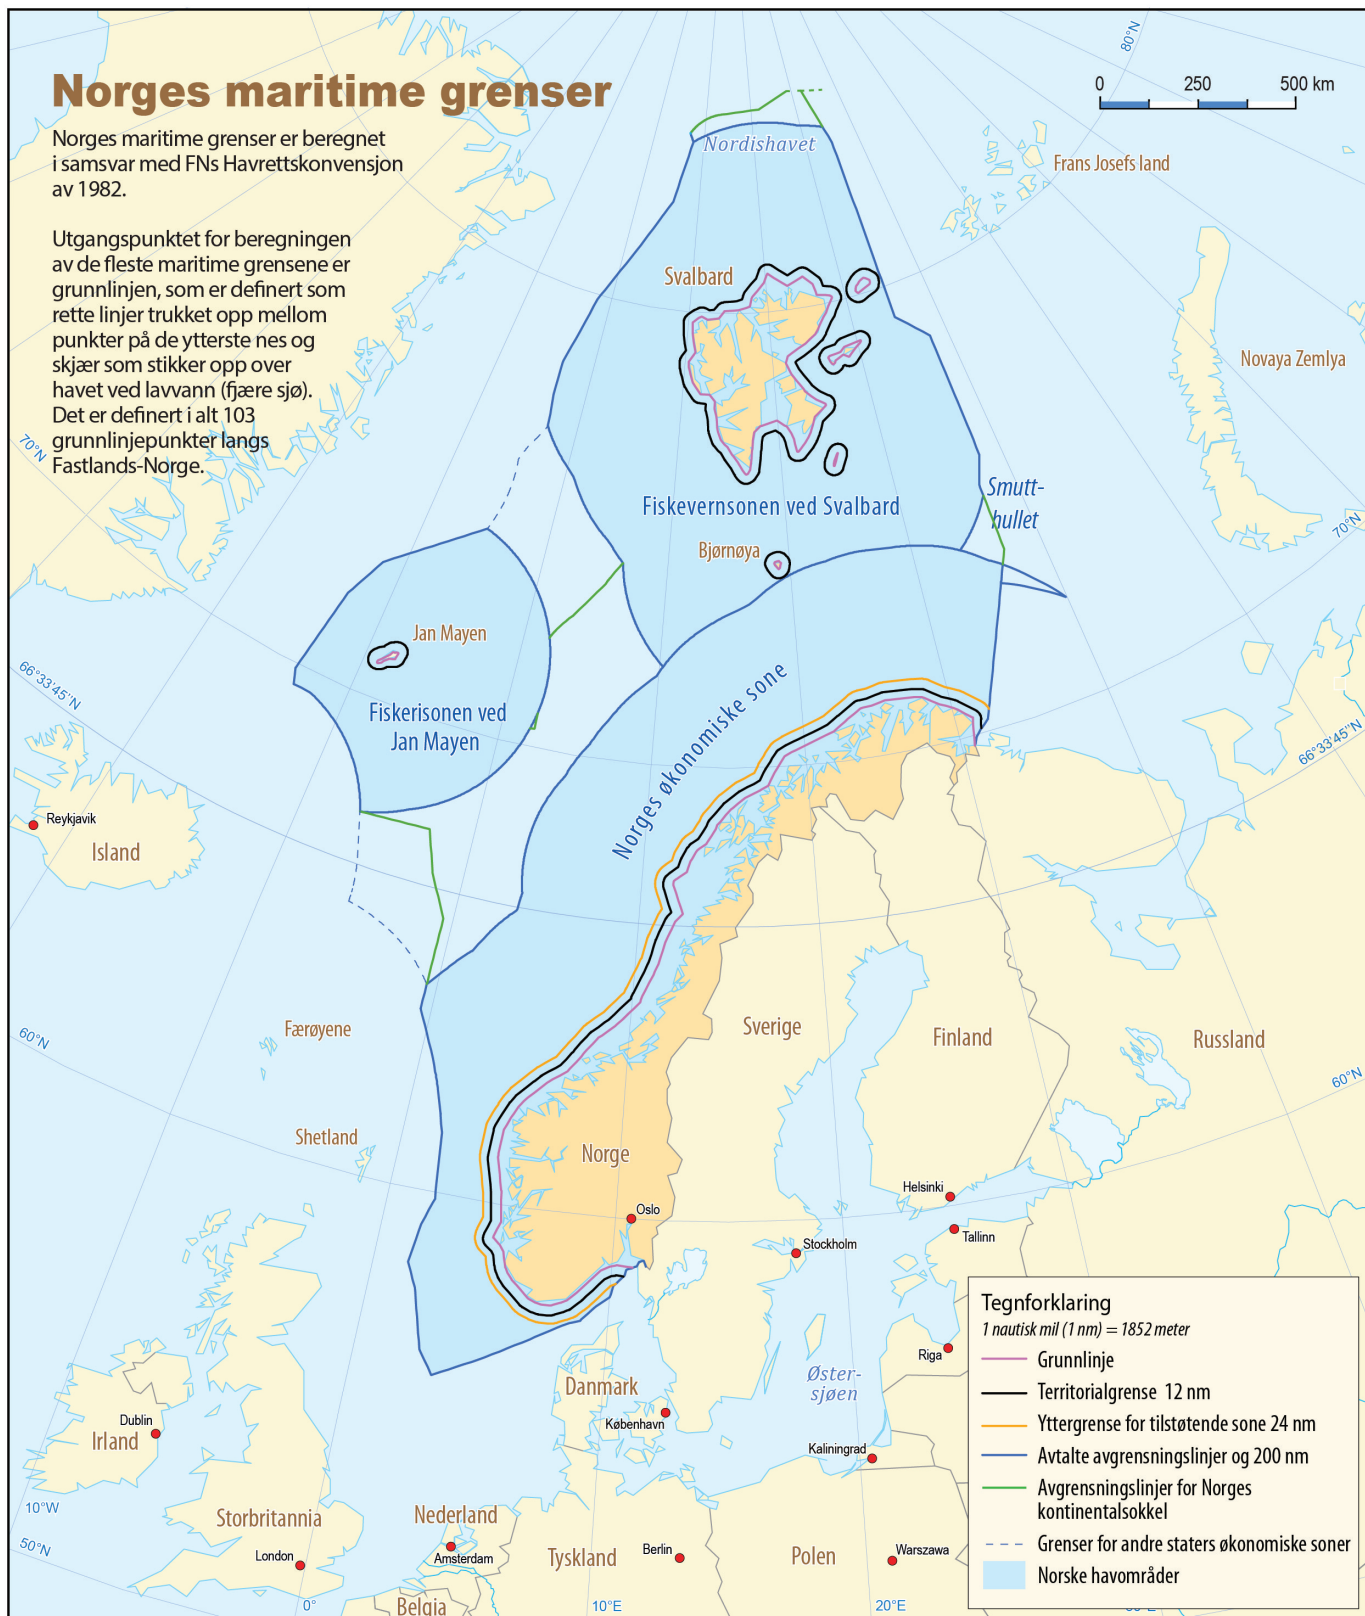 Norges maritime grenser
Norges maritime grenser er beregnet
i samsvar med FNs Havrettskonvensjon
av 1982.
Utgangspunktet for beregningen
av de fleste maritime grensene er
grunnlinjen, som er definert som
rette linjer trukket opp mellom
punkter på de ytterste nes og
skjær som stikker opp over
havet ved lavvann (fjære sjø).
Det er definert i alt 103
grunnlinjepunkter langs
Fastlands-Norge.
80°N
0 250 500 km
Nordishavet
Frans Josefs land
Svalbard
Novaya Zemlya
70°N
Smutt-
hullet
Fiskevernsonen ved Svalbard
70°N
Bjørnøya
Jan Mayen
66°33'45"N
Fiskerisonen ved
Jan Mayen
Norges økonomiske sone
66°33'45"N
Reykjavik
Island
Færøyene
Sverige
Finland
Russland
60°N
60°N
Shetland
Norge
Helsinki
Oslo
Tallinn
Stockholm
Riga
Øster-
sjøen
Danmark
København
Kaliningrad
Dublin
Irland
10°W
50°N
Storbritannia
London
Nederland
Amsterdam
Tyskland
Berlin
Polen
Warszawa
Belgia
0°
10°E
20°E
Tegnforklaring
1 nautisk mil (1 nm) = 1852 meter
Grunnlinje
Territorialgrense 12 nm
Yttergrense for tilstøtende sone 24 nm
Avtalte avgrensningslinjer og 200 nm
Avgrensningslinjer for Norges
kontinentalsokkel
Grenser for andre staters økonomiske soner
Norske havområder